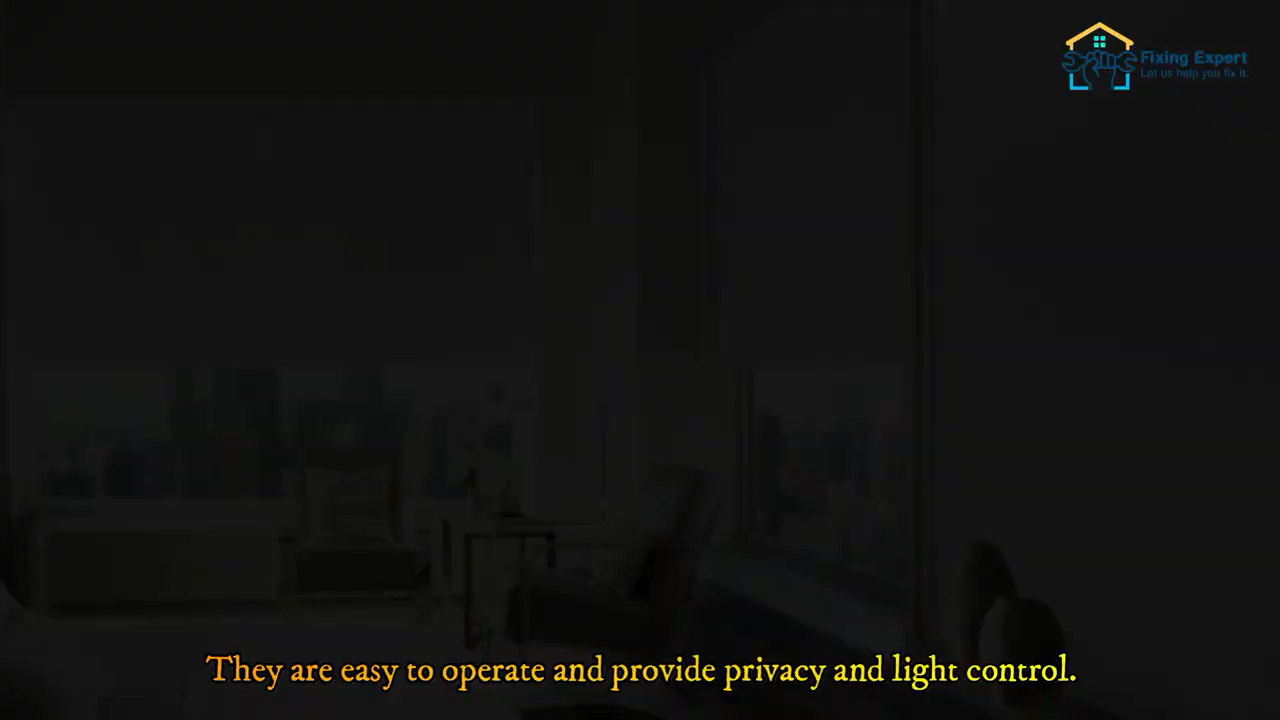 Fixing Expert
Let us help you fix it.
They are easy to operate and provide privacy and light control.